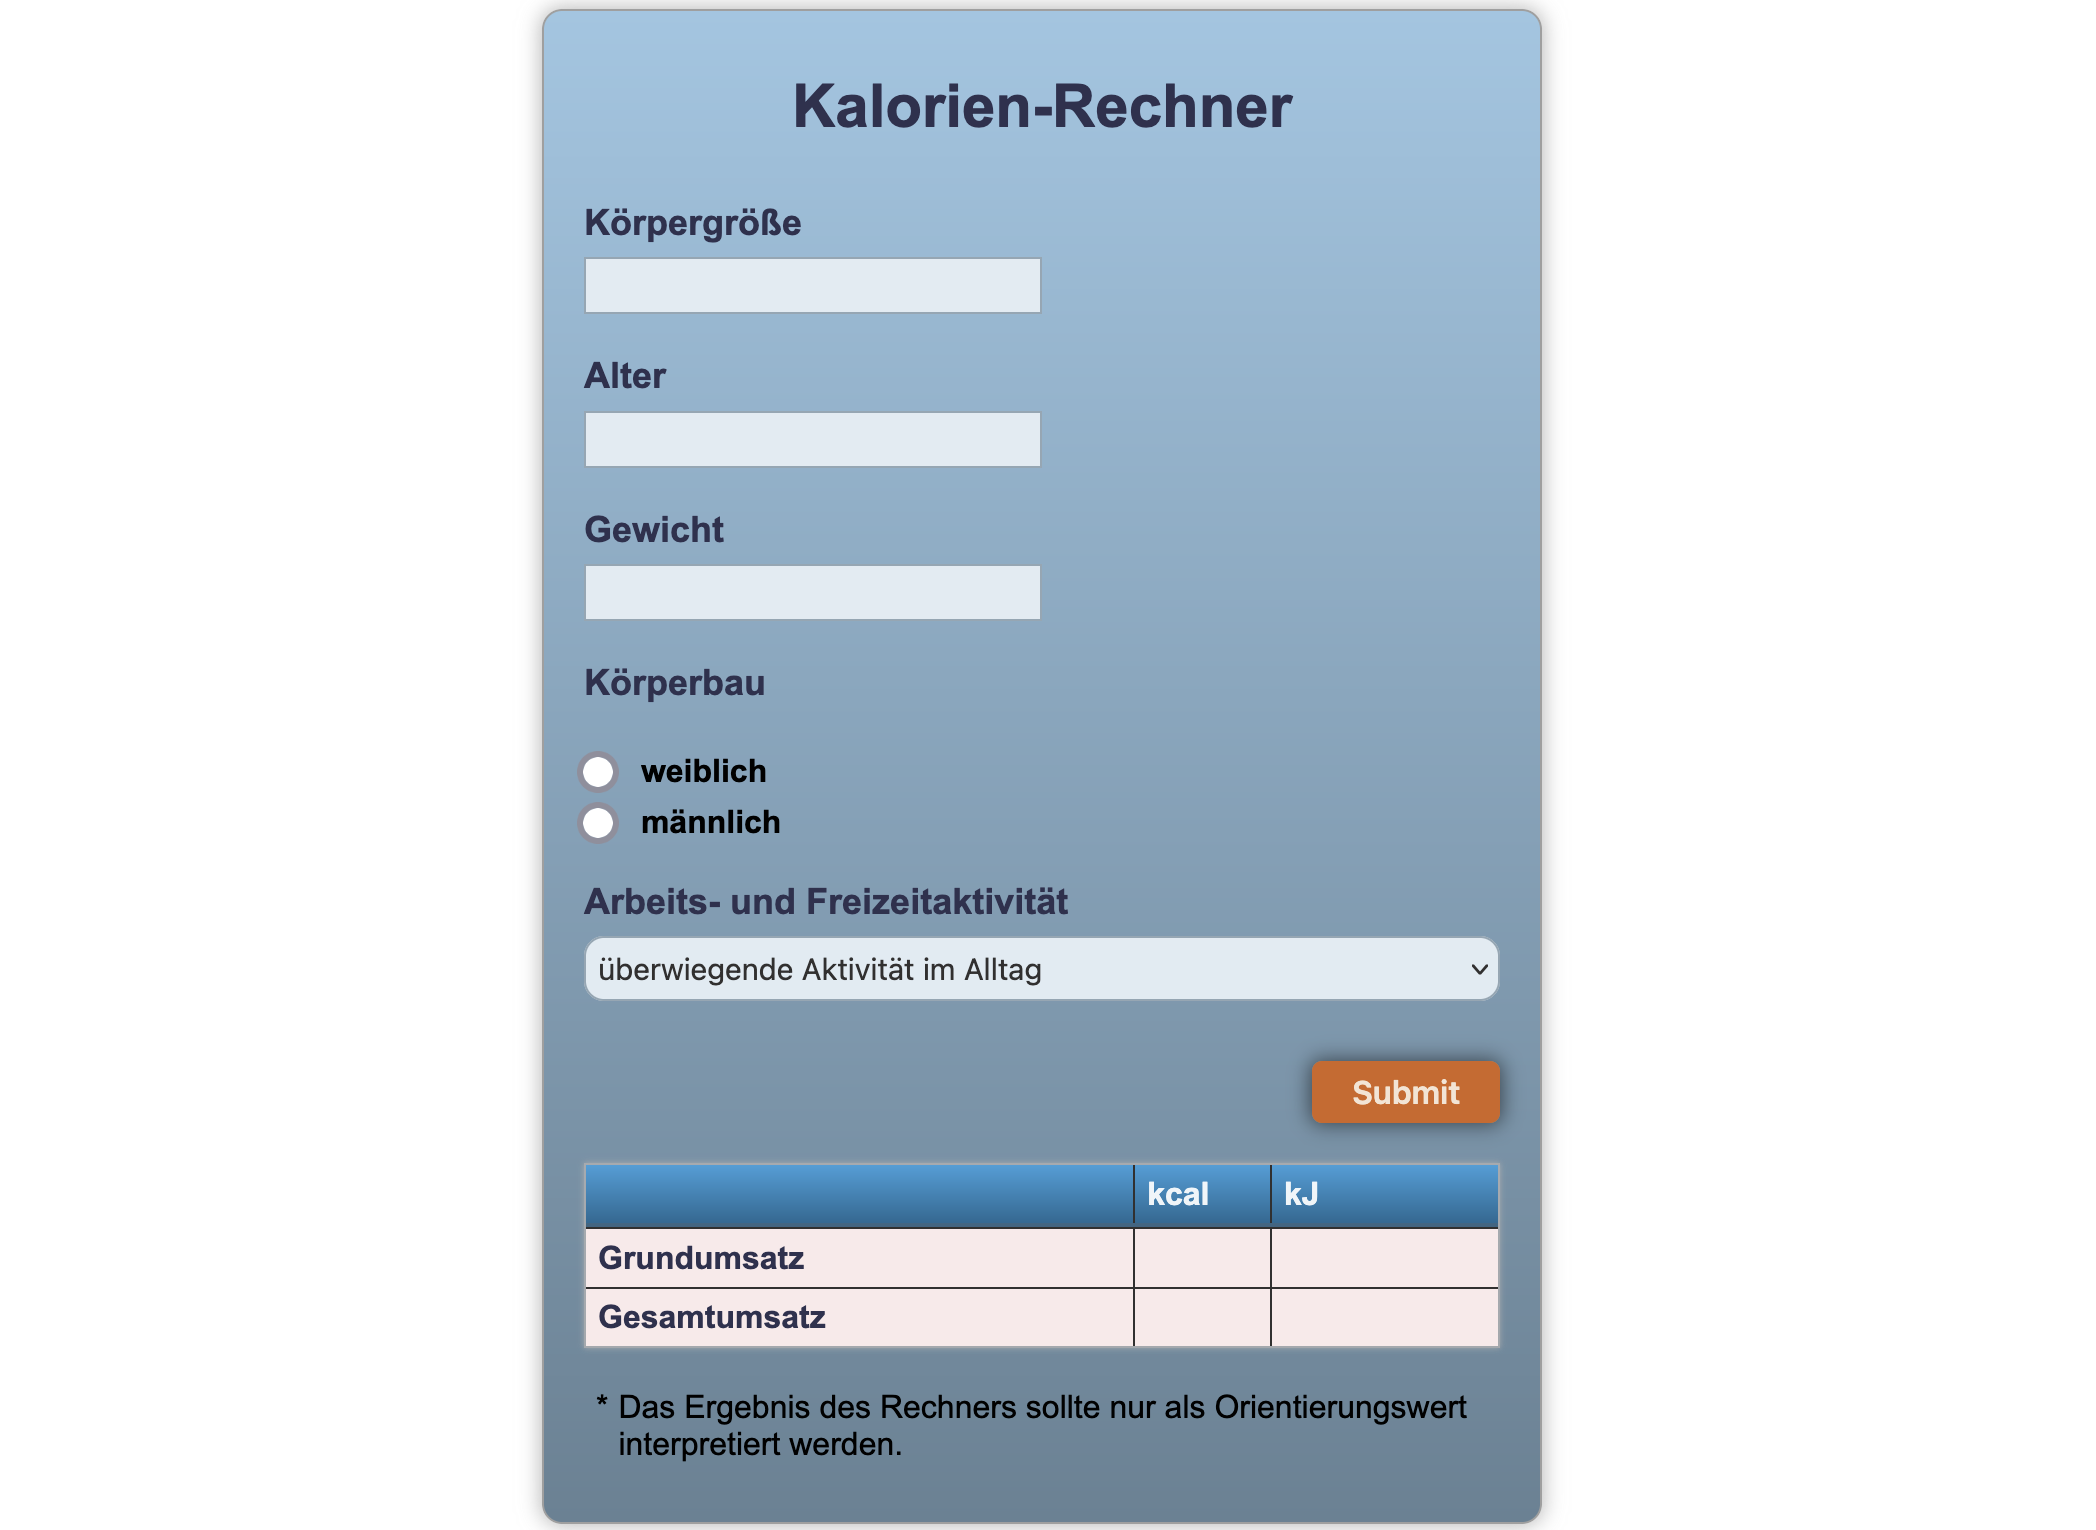 Kalorien-Rechner
Körpergröße
Alter
Gewicht
Körperbau
weiblich
männlich
Arbeits- und Freizeitaktivität
überwiegende Aktivität im Alltag
Submit
kcal kJ
Grundumsatz
Gesamtumsatz
* Das Ergebnis des Rechners sollte nur als Orientierungswert
interpretiert werden.